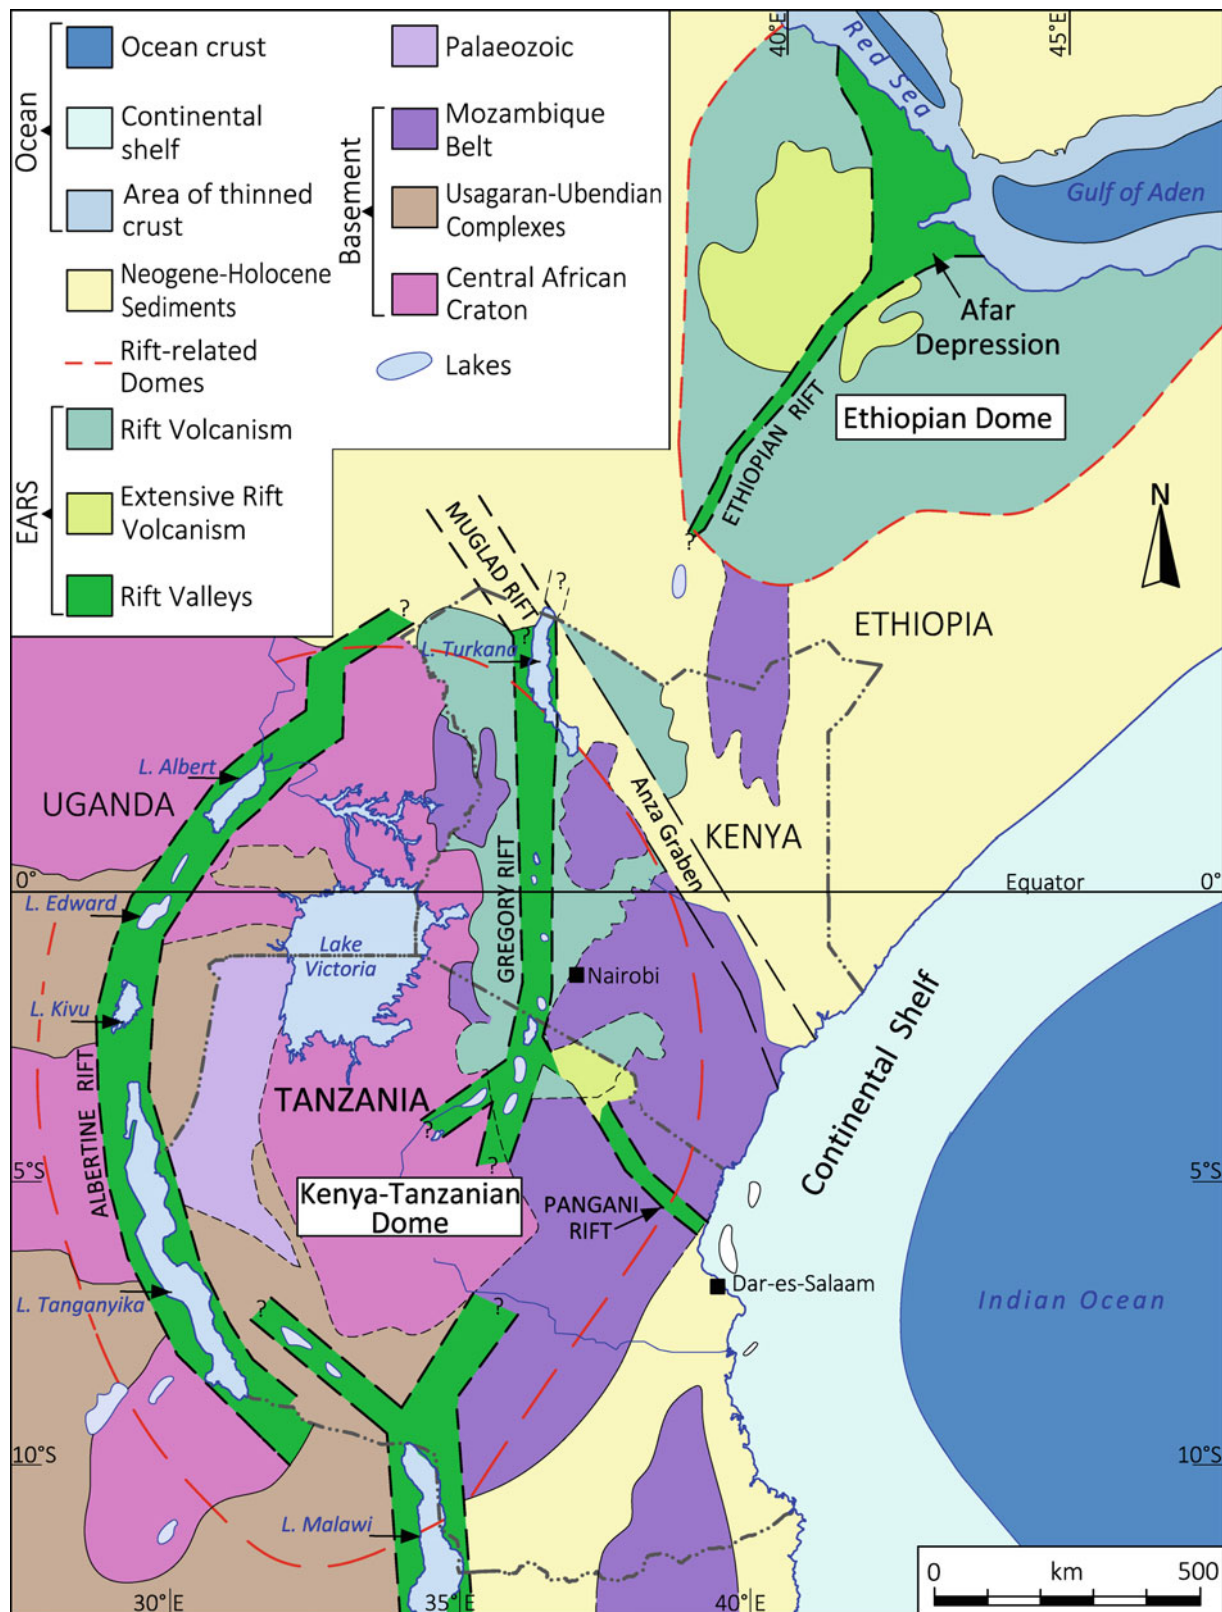 Ocean
Ocean crust
Continental
shelf
Area of thinned
crust
Neogene-Holocene
Sediments
Rift-related
Domes
EARS
Rift Volcanism
Extensive Rift
Volcanism
Rift Valleys
Palaeozoic
Basement
Mozambique
Belt
Usagaran-Ubendian
Complexes
Central African
Craton
Lakes
40°E
45°E
Red Sea
Gulf of Aden
Afar
Depression
Ethiopian Dome
ETHIOPIAN RIFT
?
N
MUGLAD RIFT
?
?
?
ETHIOPIA
L. Turkana
L. Albert
UGANDA
Anza Graben
KENYA
0°
Equator
0°
L. Edward
GREGORY RIFT
Lake
Victoria
Nairobi
L. Kivu
ALBERTINE RIFT
TANZANIA
?
?
Continental Shelf
5°S
5°S
Kenya-Tanzanian
Dome
PANGANI
RIFT
Dar-es-Salaam
L. Tanganyika
?
?
Indian Ocean
10°S
10°S
L. Malawi
0
km
500
30°E
35°E
40°E